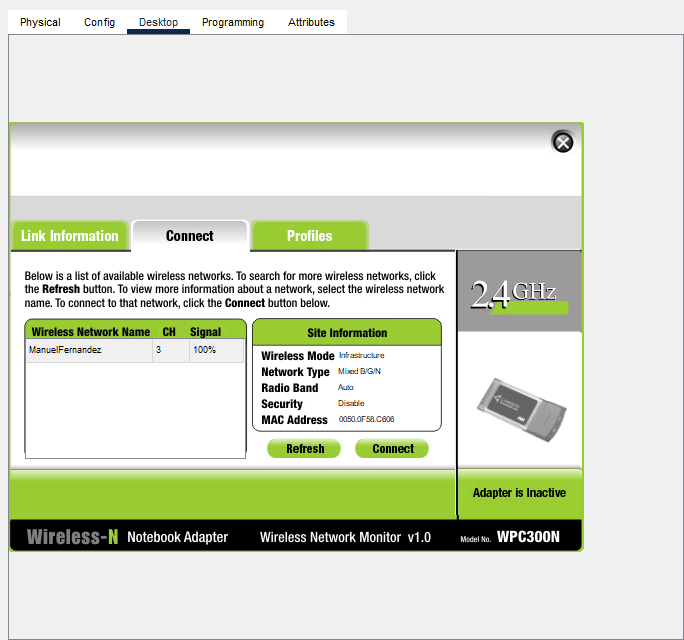 Physical Config Desktop Programming Attributes
Link Information Connect Profiles
Below is a list of available wireless networks. To search for more wireless networks, click
the Refresh button. To view more information about a network, select the wireless network
name. To connect to that network, click the Connect button below.
2.4GHz
Wireless Network Name CH Signal
ManuelFernandez 3 100%
Site Information
Wireless Mode Infrastructure
Network Type Mixed B/G/N
Radio Band Auto
Security Disable
MAC Address 0050.0F58.C606
Refresh Connect
Adapter is Inactive
Wireless-N Notebook Adapter Wireless Network Monitor v1.0 Model No. WPC300N